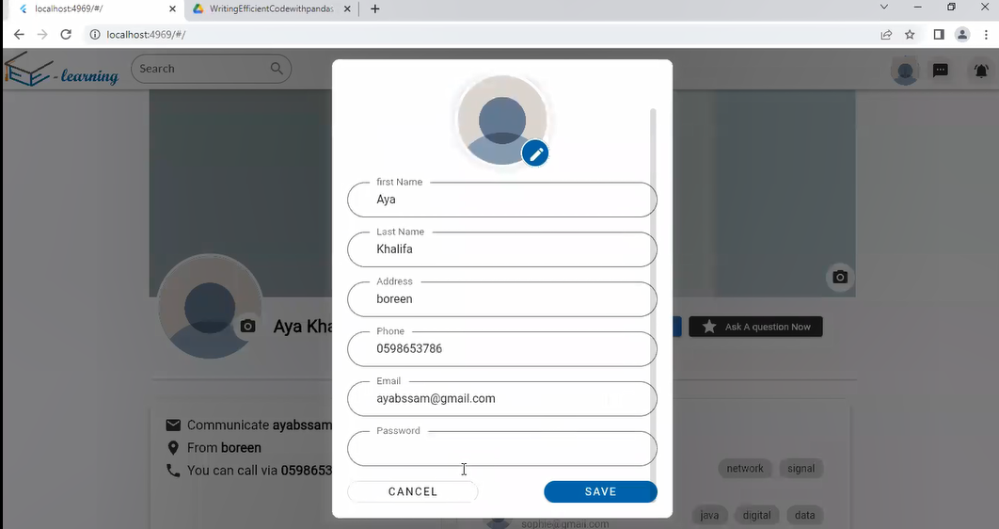 localhost:4969/#/
WritingEfficientCodewithpandas
localhost:4969/#/
E-learning
Search
first Name
Aya
Last Name
Khalifa
Address
boreen
Phone
0598653786
Email
ayabssam@gmail.com
Password
CANCEL
SAVE
Aya Kha
Ask A question Now
Communicate ayabssam
From boreen
You can call via 0598653
network signal
java digital data
sophie@gmail.com